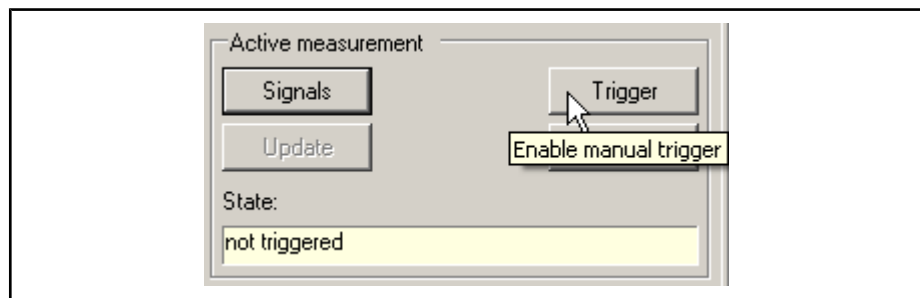 Active measurement
Signals
Trigger
Update
Enable manual trigger
State:
not triggered